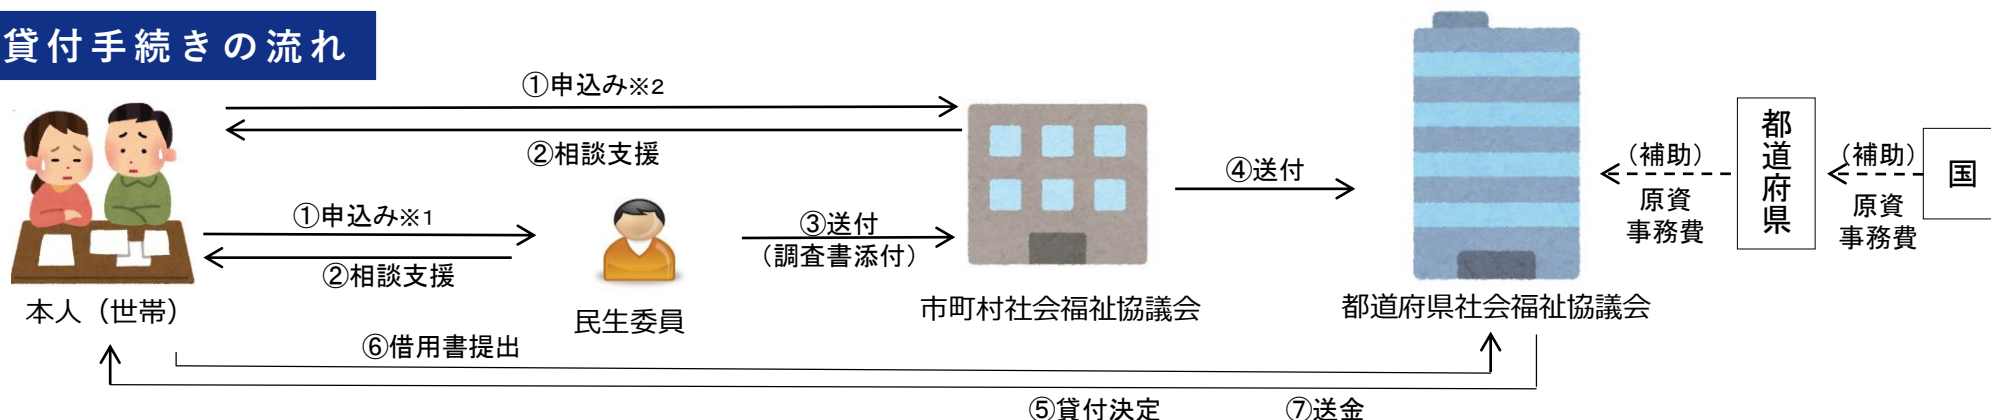 貸付手続きの流れ
①申込み※2
②相談支援
①申込み※1
②相談支援
③送付
（調査書添付）
④送付
（補助）
原資
事務費
都道府県
（補助）
原資
事務費
国
本人（世帯）
民生委員
市町村社会福祉協議会
都道府県社会福祉協議会
⑥借用書提出
⑤貸付決定
⑦送金